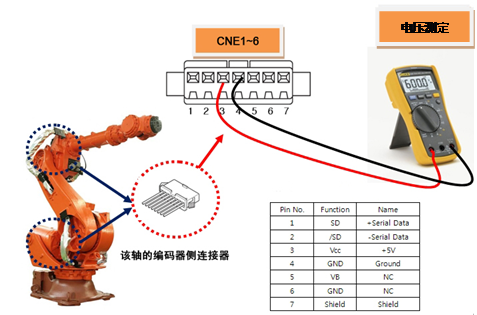 CNE1~6
电压测定
600.0
1 2 3 4 5 6 7
该轴的编码器侧连接器
Pin No. Function Name
1 SD +Serial Data
2 /SD -Serial Data
3 Vcc +5V
4 GND Ground
5 VB NC
6 GND NC
7 Shield Shield